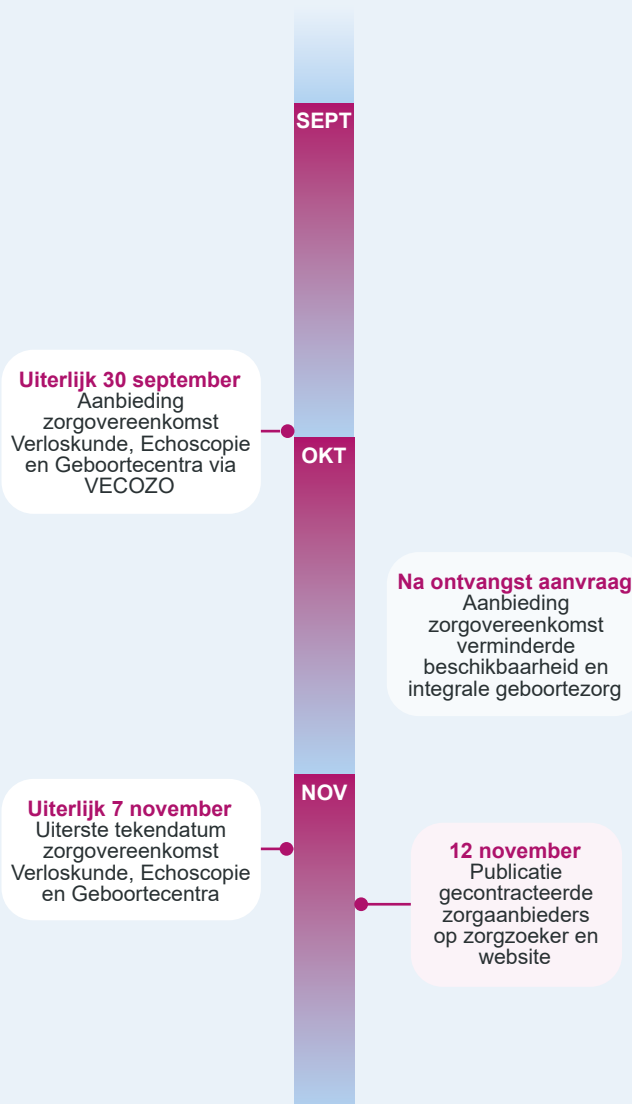 SEPT
Uiterlijk 30 september
Aanbieding
zorgovereenkomst
Verloskunde, Echoscopie
en Geboortecentra via
VECOZO
OKT
Na ontvangst aanvraag
Aanbieding
zorgovereenkomst
verminderde
beschikbaarheid en
integrale geboortezorg
NOV
Uiterlijk 7 november
Uiterste tekendatum
zorgovereenkomst
Verloskunde, Echoscopie
en Geboortecentra
12 november
Publicatie
gecontracteerde
zorgaanbieders
op zorgzoeker en
website